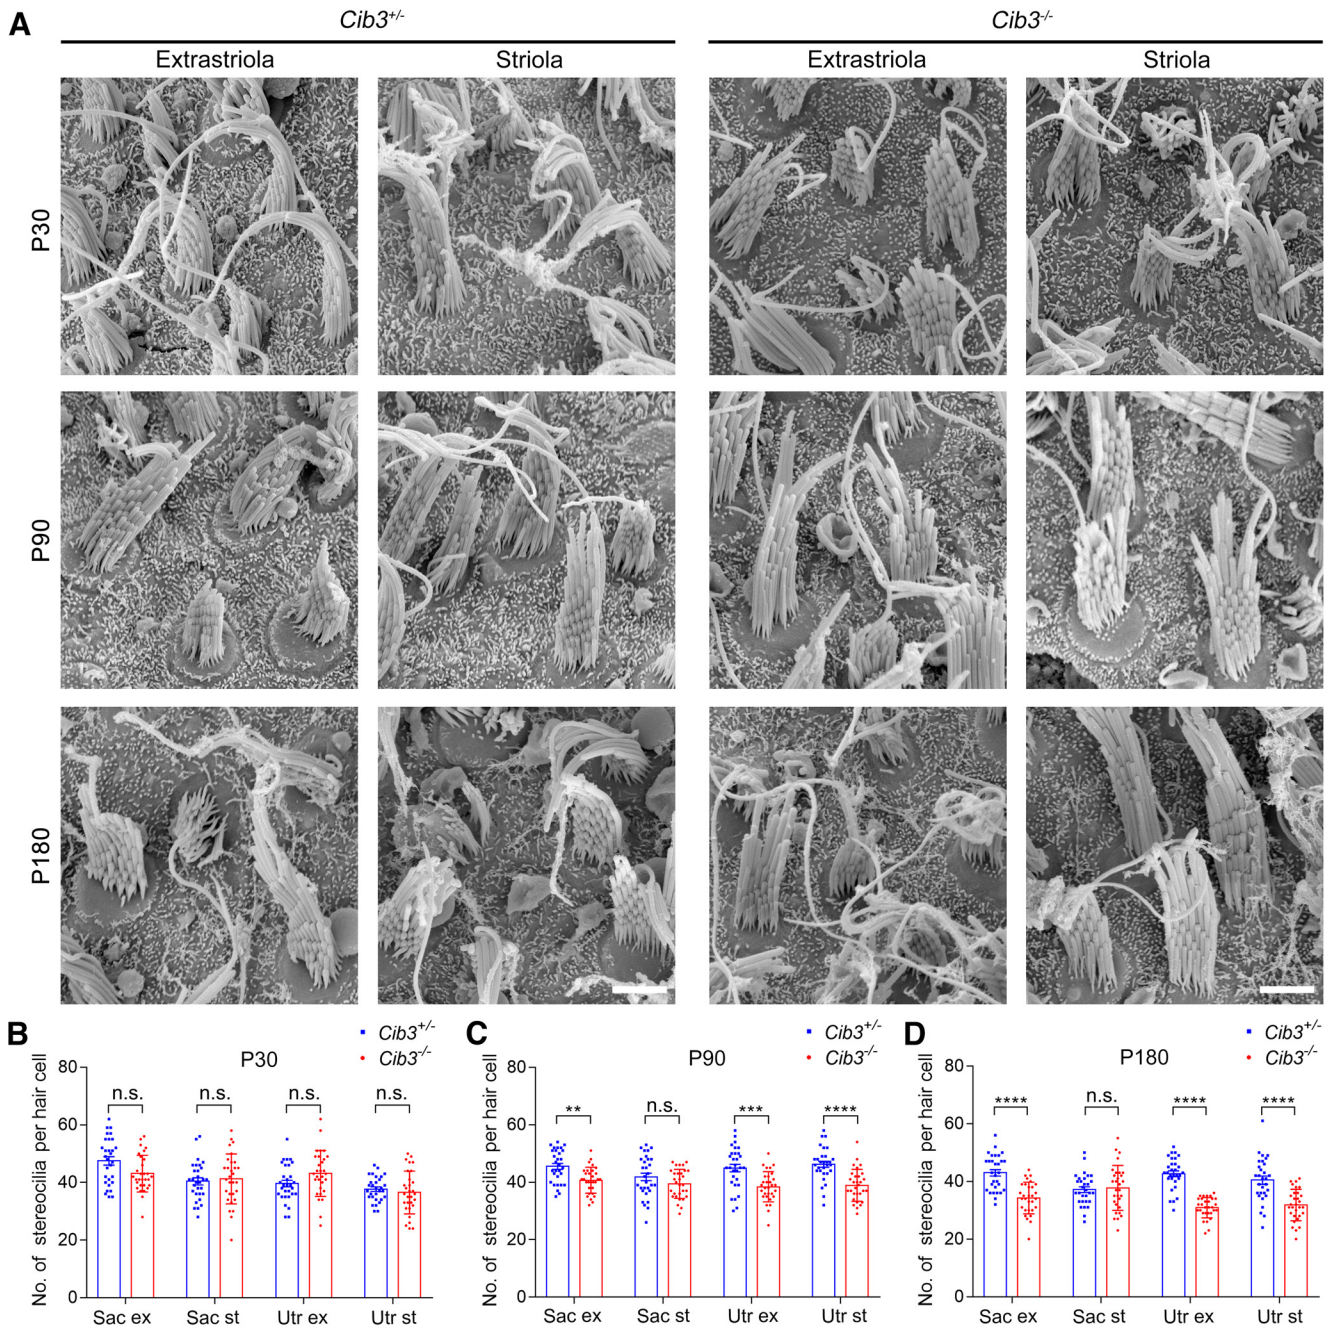 A
Cib3+/-
Cib3-/-
Extrastriola
Striola
Extrastriola
Striola
P30
P90
P180
B
P30
Cib3+/-
Cib3-/-
No. of stereocilia per hair cell
80
60
40
20
0
n.s.
n.s.
n.s.
n.s.
Sac ex
Sac st
Utr ex
Utr st
C
P90
Cib3+/-
Cib3-/-
No. of stereocilia per hair cell
80
60
40
20
0
**
n.s.
***
****
Sac ex
Sac st
Utr ex
Utr st
D
P180
Cib3+/-
Cib3-/-
No. of stereocilia per hair cell
80
60
40
20
0
****
n.s.
****
****
Sac ex
Sac st
Utr ex
Utr st